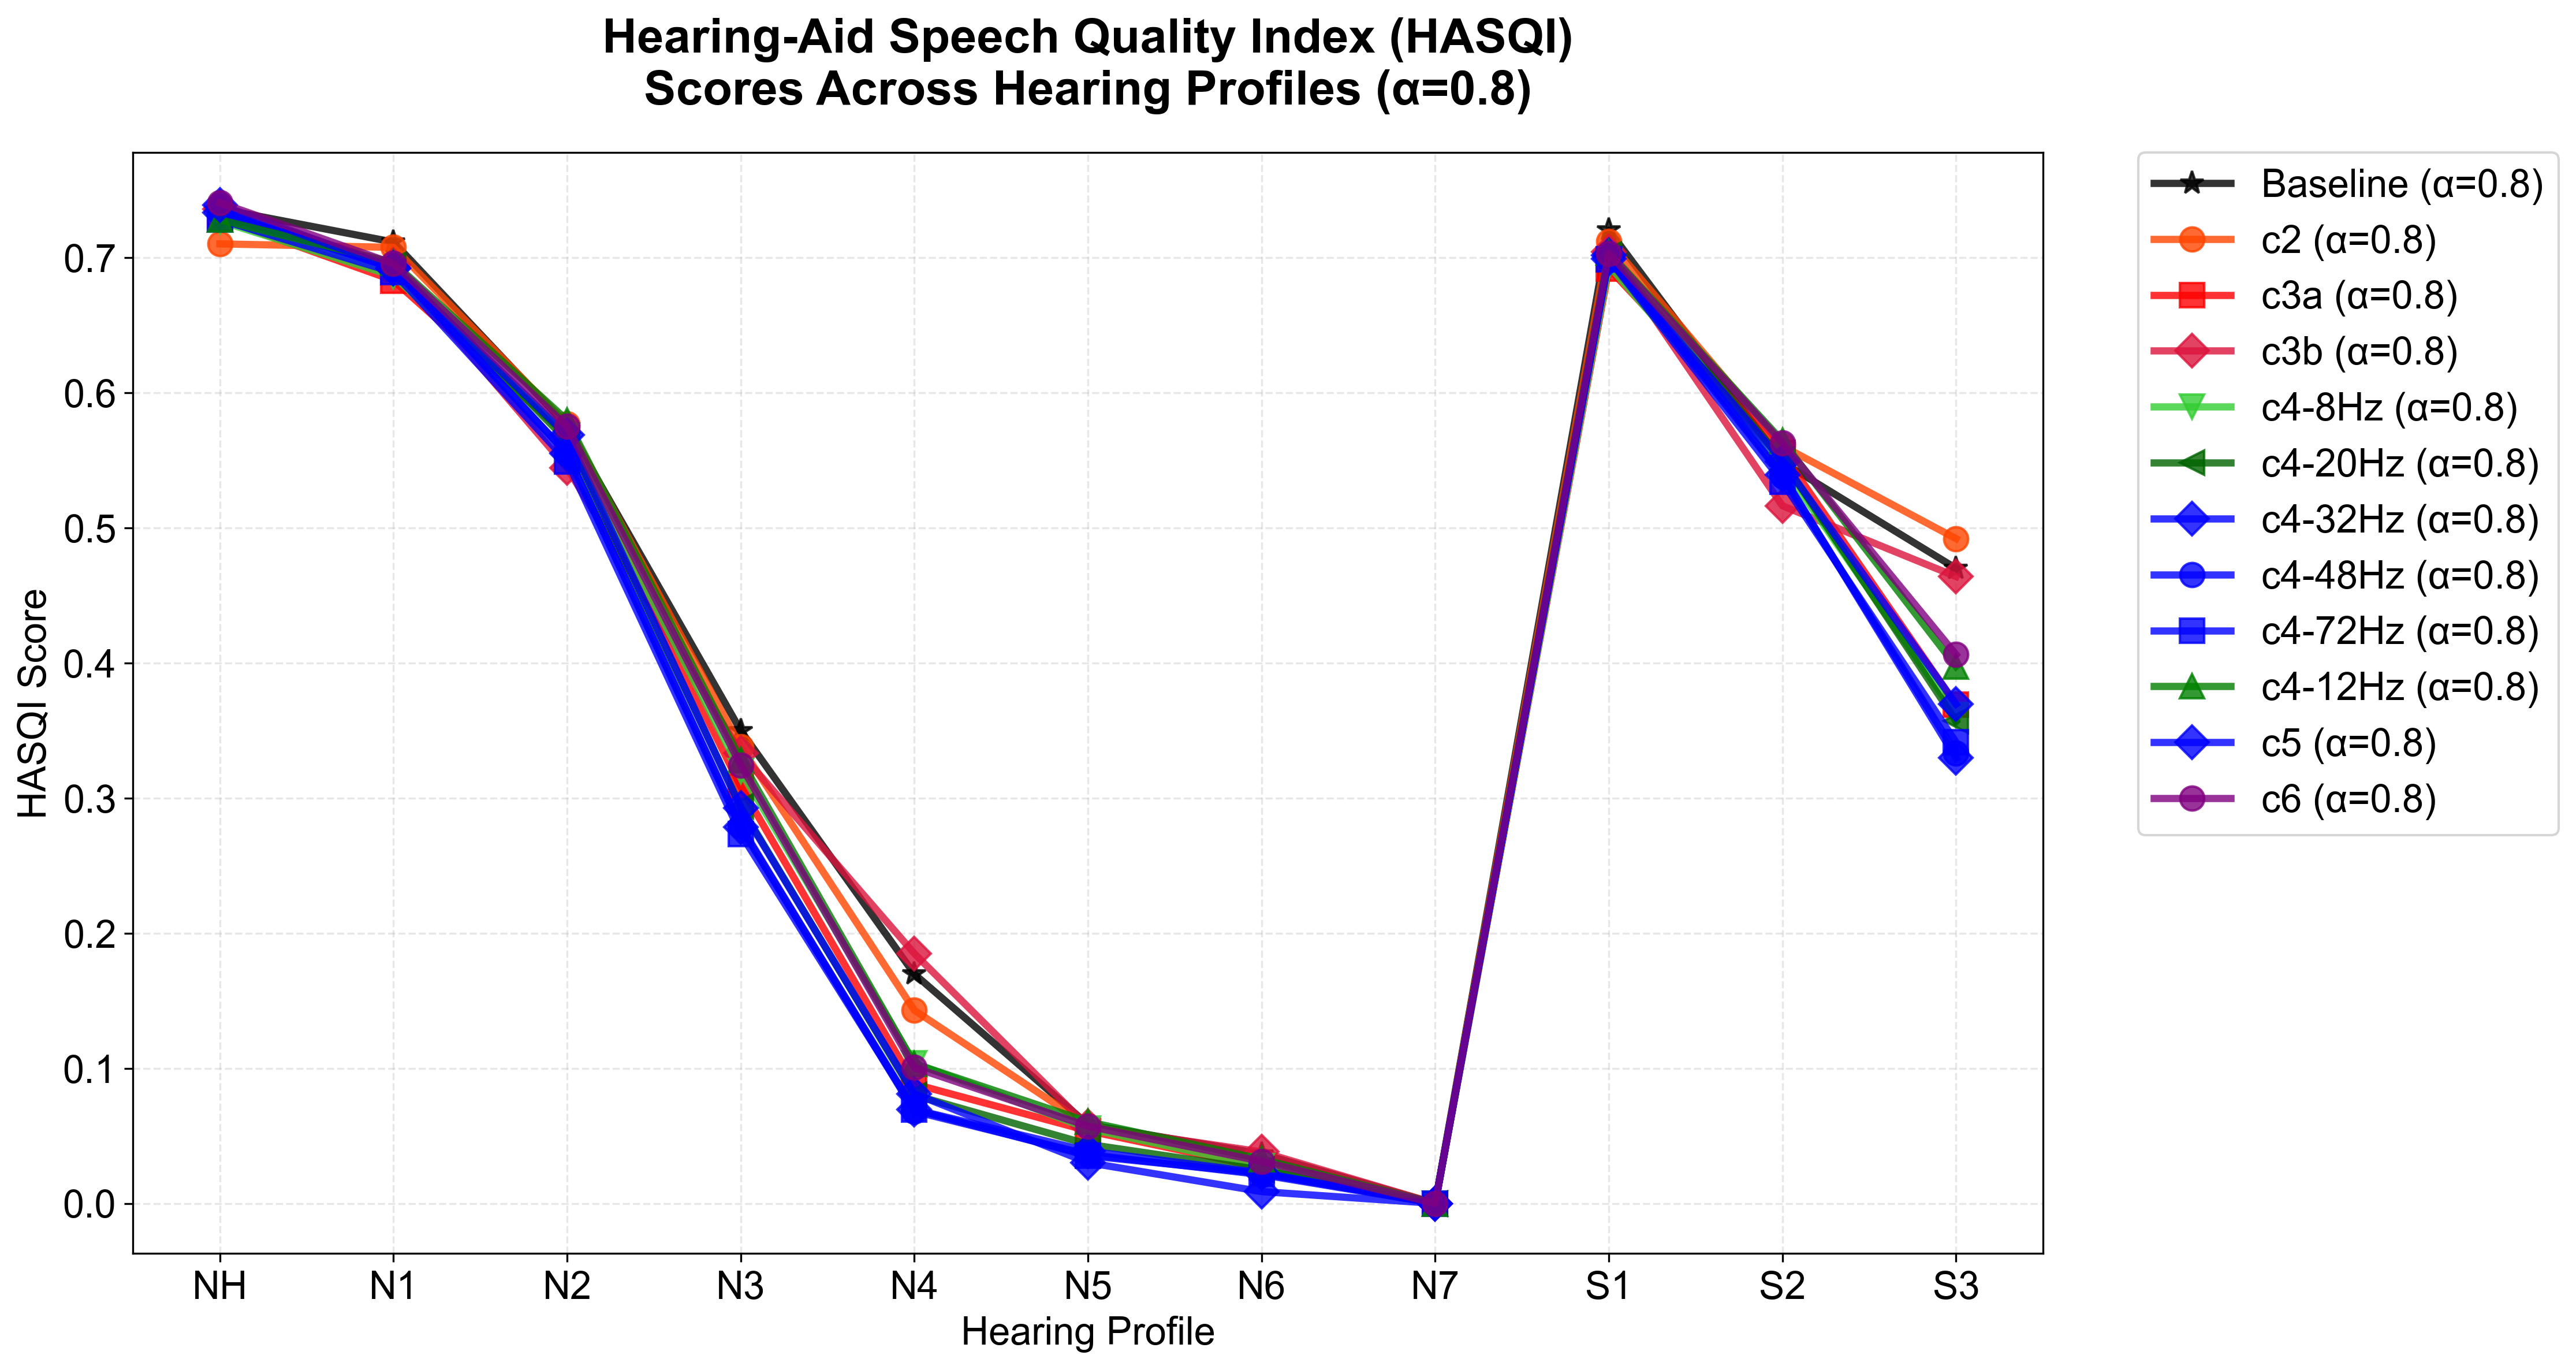 Hearing-Aid Speech Quality Index (HASQI)
Scores Across Hearing Profiles (α=0.8)
HASQI Score
0.7
0.6
0.5
0.4
0.3
0.2
0.1
0.0
NH
N1
N2
N3
N4
N5
N6
N7
S1
S2
S3
Hearing Profile
Baseline (α=0.8)
c2 (α=0.8)
c3a (α=0.8)
c3b (α=0.8)
c4-8Hz (α=0.8)
c4-20Hz (α=0.8)
c4-32Hz (α=0.8)
c4-48Hz (α=0.8)
c4-72Hz (α=0.8)
c4-12Hz (α=0.8)
c5 (α=0.8)
c6 (α=0.8)